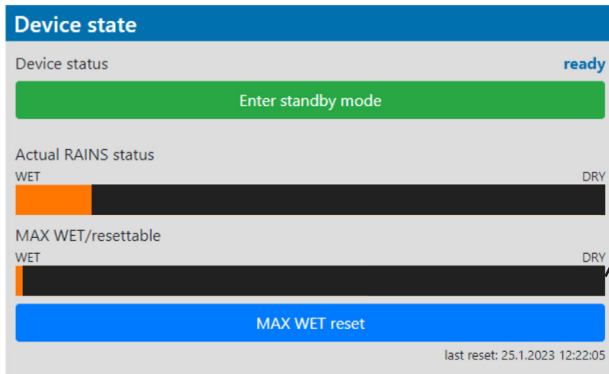 Device state
Device status ready
Enter standby mode
Actual RAINS status
WET DRY
MAX WET/resettable
WET DRY
MAX WET reset
last reset: 25.1.2023 12:22:05